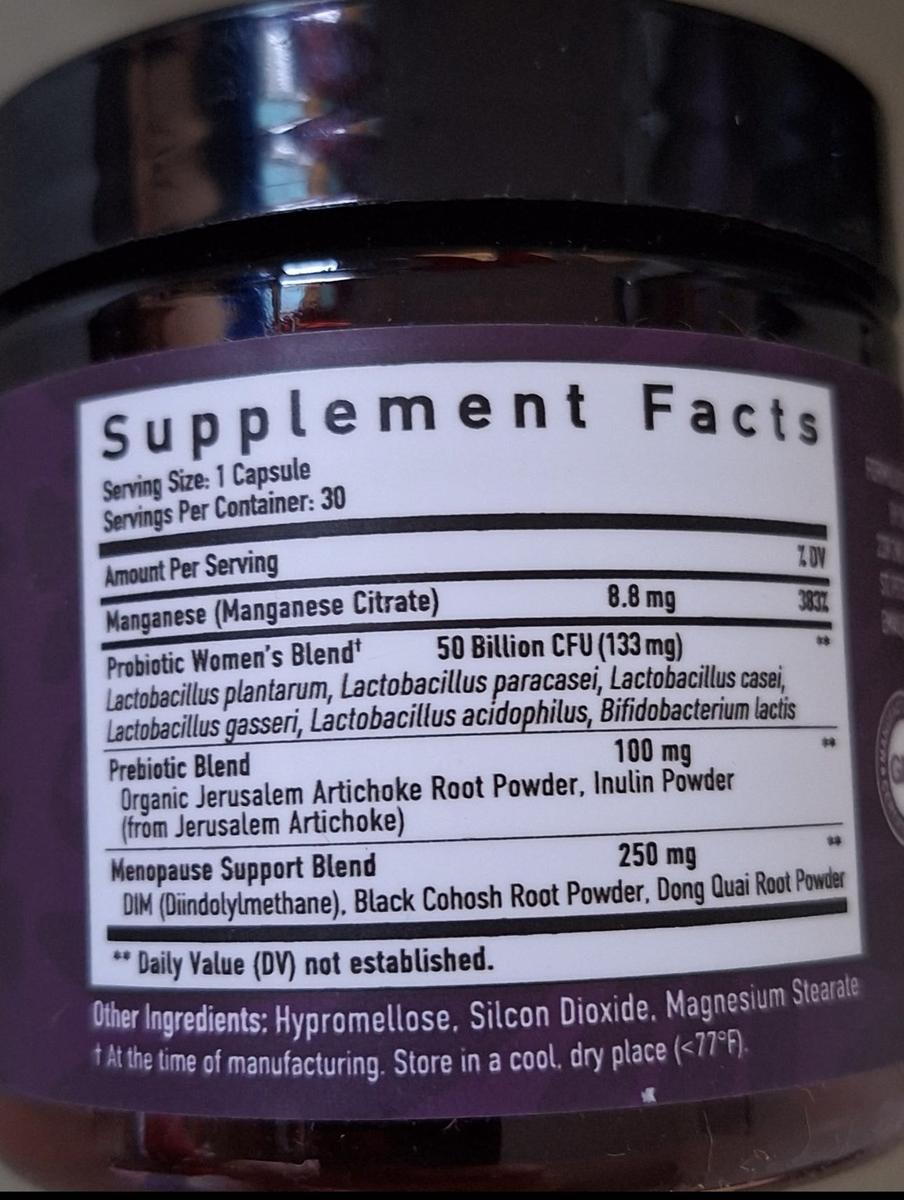 Supplement Facts
Serving Size: 1 Capsule
Servings Per Container: 30
Amount Per Serving % DV
Manganese (Manganese Citrate) 8.8 mg 383%
Probiotic Women's Blend† 50 Billion CFU (133 mg) **
Lactobacillus plantarum, Lactobacillus paracasei, Lactobacillus casei,
Lactobacillus gasseri, Lactobacillus acidophilus, Bifidobacterium lactis
Prebiotic Blend 100 mg **
Organic Jerusalem Artichoke Root Powder, Inulin Powder
(from Jerusalem Artichoke)
Menopause Support Blend 250 mg **
DIM (Diindolylmethane), Black Cohosh Root Powder, Dong Quai Root Powder
** Daily Value (DV) not established.
Other Ingredients: Hypromellose, Silcon Dioxide, Magnesium Stearate
† At the time of manufacturing. Store in a cool, dry place (<77°F).